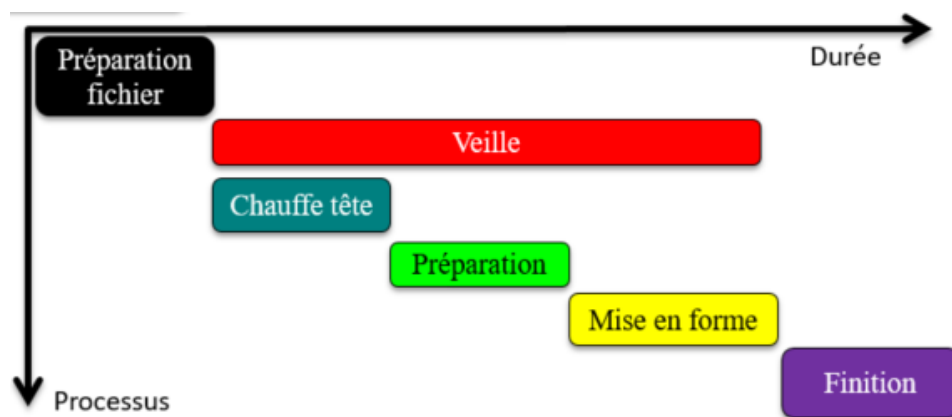 Préparation
fichier
Durée
Veille
Chauffe tête
Préparation
Mise en forme
Finition
Processus